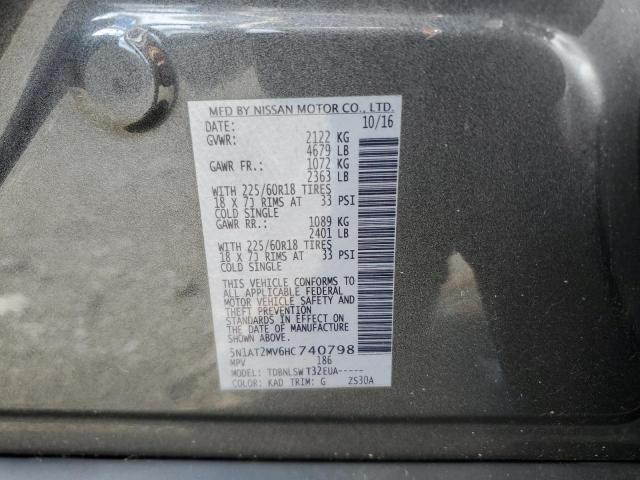 MFD BY NISSAN MOTOR CO., LTD.
DATE: 10/16
GVWR: 2122 KG
4679 LB
GAWR FR.: 1072 KG
2363 LB
WITH 225/60R18 TIRES
18 X 7J RIMS AT 33 PSI
COLD SINGLE
GAWR RR.: 1089 KG
2401 LB
WITH 225/60R18 TIRES
18 X 7J RIMS AT 33 PSI
COLD SINGLE
THIS VEHICLE CONFORMS TO
ALL APPLICABLE FEDERAL
MOTOR VEHICLE SAFETY AND
THEFT PREVENTION
STANDARDS IN EFFECT ON
THE DATE OF MANUFACTURE
SHOWN ABOVE.
5N1AT2MV6HC740798
MPV 186
MODEL: TDBNLSW T32EUA-----
COLOR: KAD TRIM: G ZS30A